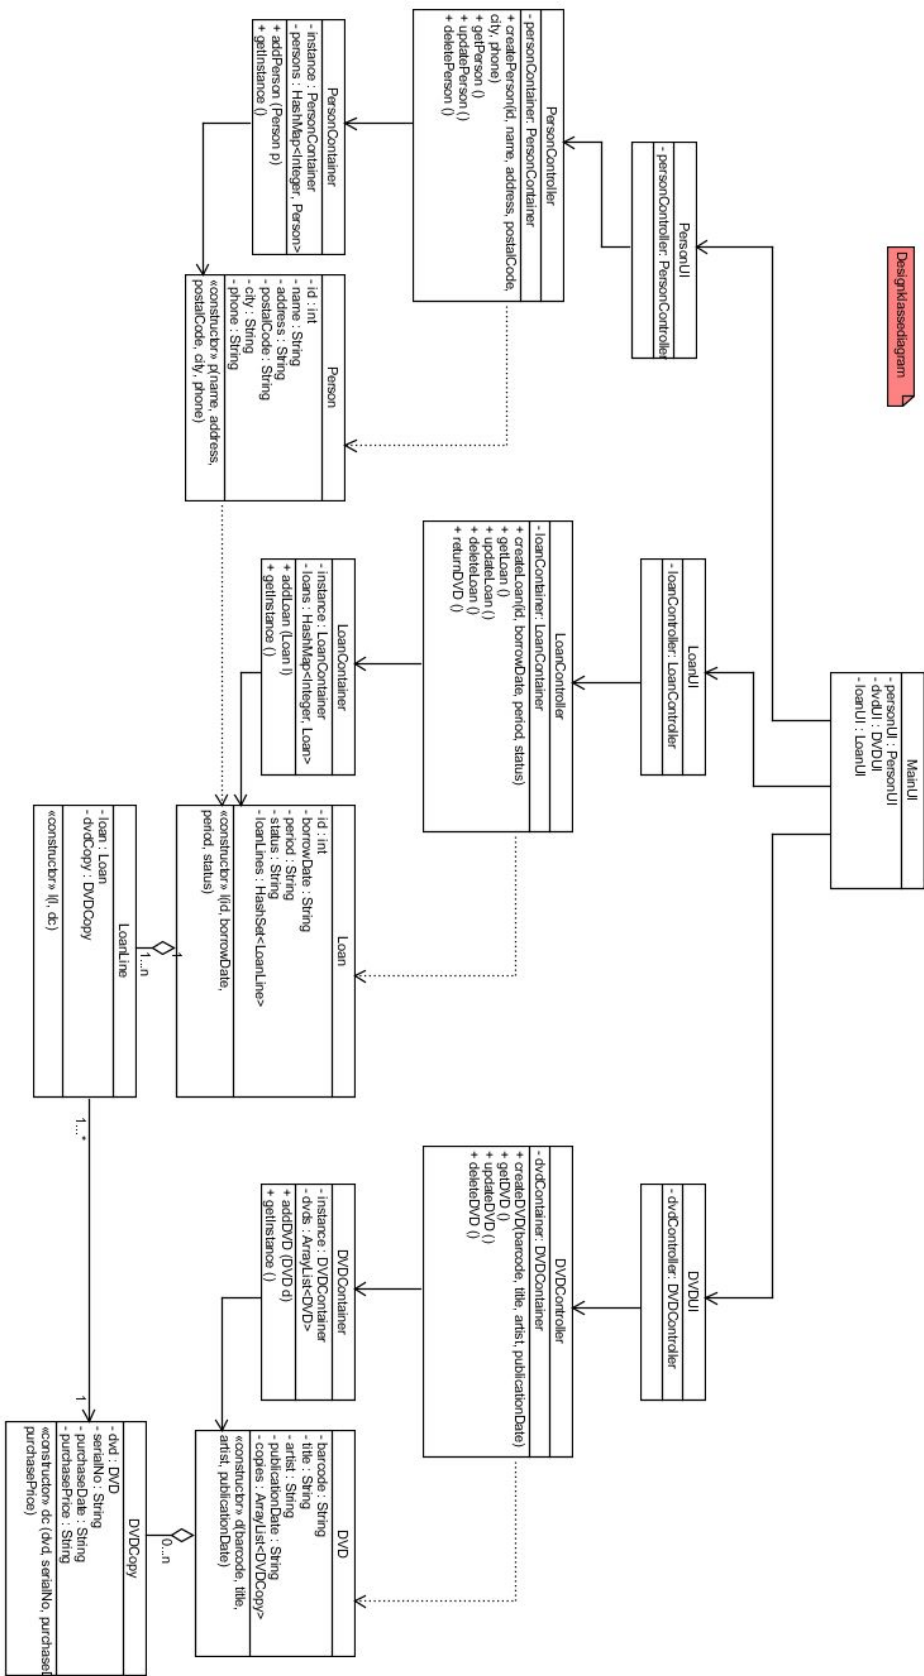 Designklassediagram
MainUI
- personUI : PersonUI
- dvdUI : DVDUI
- loanUI : LoanUI
PersonUI
- personController: PersonController
LoanUI
- loanController: LoanController
DVDUI
- dvdController: DVDController
PersonController
- personContainer: PersonContainer
+ createPerson(id, name, address, postalCode,
city, phone)
+ getPerson ()
+ updatePerson ()
+ deletePerson ()
LoanController
- loanContainer: LoanContainer
+ createLoan(id, borrowDate, period, status)
+ getLoan ()
+ updateLoan ()
+ deleteLoan ()
+ returnDVD ()
DVDController
- dvdContainer: DVDContainer
+ createDVD(barcode, title, artist, publicationDate)
+ getDVD ()
+ updateDVD ()
+ deleteDVD ()
PersonContainer
- instance : PersonContainer
- persons : HashMap<Integer, Person>
+ addPerson (Person p)
+ getInstance ()
LoanContainer
- instance : LoanContainer
- loans : HashMap<Integer, Loan>
+ addLoan (Loan l)
+ getInstance ()
DVDContainer
- instance : DVDContainer
- dvds : ArrayList<DVD>
+ addDVD (DVD d)
+ getInstance ()
Person
- id : int
- name : String
- address : String
- postalCode : String
- city : String
- phone : String
«constructor» p(name, address,
postalCode, city, phone)
Loan
- id : int
- borrowDate : String
- period : String
- status : String
- loanLines : HashSet<LoanLine>
«constructor» l(id, borrowDate,
period, status)
DVD
- barcode : String
- title : String
- artist : String
- publicationDate : String
- copies : ArrayList<DVDCopy>
«constructor» d(barcode, title,
artist, publicationDate)
1
1...n
0..n
LoanLine
- loan : Loan
- dvdCopy : DVDCopy
«constructor» l(l, dc)
1...*
1
DVDCopy
- dvd : DVD
- serialNo : String
- purchaseDate : String
- purchasePrice : String
«constructor» dc (dvd, serialNo, purchaseD
purchasePrice)